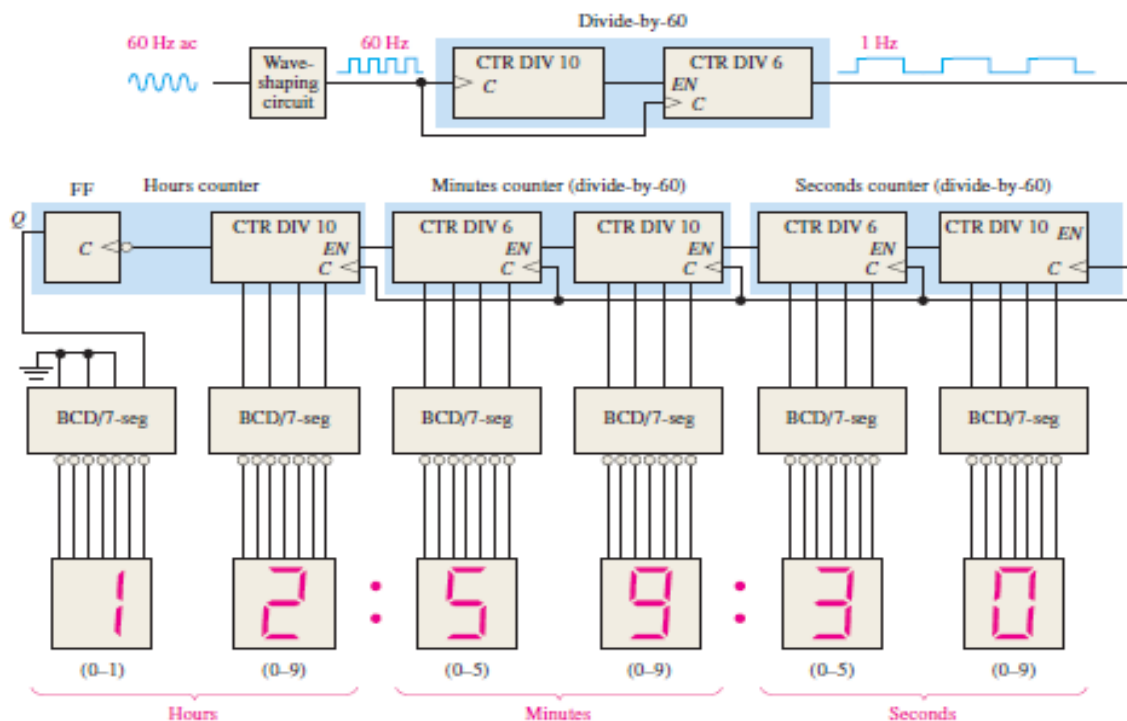 Divide-by-60
60 Hz ac
60 Hz
1 Hz
Wave-
shaping
circuit
CTR DIV 10
C
CTR DIV 6
EN
C
FF
Hours counter
Minutes counter (divide-by-60)
Seconds counter (divide-by-60)
Q
C
CTR DIV 10
EN
C
CTR DIV 6
EN
C
CTR DIV 10
EN
C
CTR DIV 6
EN
C
CTR DIV 10
EN
C
BCD/7-seg
BCD/7-seg
BCD/7-seg
BCD/7-seg
BCD/7-seg
BCD/7-seg
1 2 : 5 9 : 3 0
(0–1)
(0–9)
(0–5)
(0–9)
(0–5)
(0–9)
Hours
Minutes
Seconds